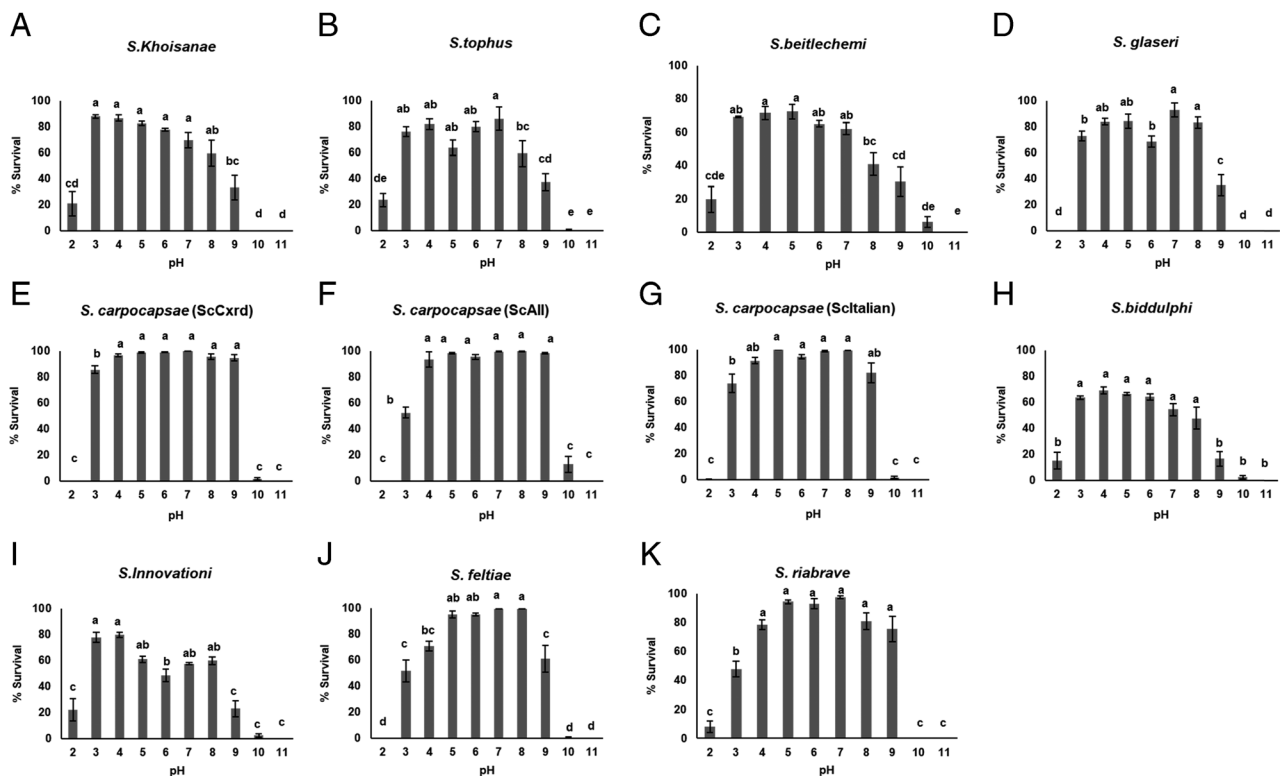 A
S.Khoisanae
% Survival
100
80
60
40
20
0
cd a a a a a ab bc d d
2 3 4 5 6 7 8 9 10 11
pH
B
S.tophus
% Survival
100
80
60
40
20
0
de ab ab ab ab a bc cd e e
2 3 4 5 6 7 8 9 10 11
pH
C
S.beitlechemi
% Survival
100
80
60
40
20
0
cde ab a a ab ab bc cd de e
2 3 4 5 6 7 8 9 10 11
pH
D
S. glaseri
% Survival
100
80
60
40
20
0
d b ab ab b a a c d d
2 3 4 5 6 7 8 9 10 11
pH
E
S. carpocapsae (ScCxrd)
% Survival
100
80
60
40
20
0
c b a a a a a a c c
2 3 4 5 6 7 8 9 10 11
pH
F
S. carpocapsae (ScAll)
% Survival
100
80
60
40
20
0
c b a a a a a a c c
2 3 4 5 6 7 8 9 10 11
pH
G
S. carpocapsae (ScItalian)
% Survival
100
80
60
40
20
0
c b ab a a a a ab c c
2 3 4 5 6 7 8 9 10 11
pH
H
S.biddulphi
% Survival
100
80
60
40
20
0
b a a a a a a b b b
2 3 4 5 6 7 8 9 10 11
pH
I
S.Innovationi
% Survival
100
80
60
40
20
0
c a a ab b ab ab c c c
2 3 4 5 6 7 8 9 10 11
pH
J
S. feltiae
% Survival
100
80
60
40
20
0
d c bc ab ab a a c d d
2 3 4 5 6 7 8 9 10 11
pH
K
S. riabrave
% Survival
100
80
60
40
20
0
c b a a a a a a c c
2 3 4 5 6 7 8 9 10 11
pH